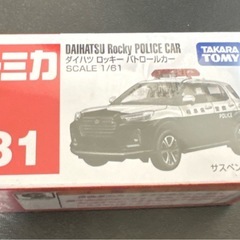 ミカ
DAIHATSU Rocky POLICE CAR
ダイハツ ロッキー パトロールカー
SCALE 1/61
TAKARA
TOMY
POLICE
31
サスペン